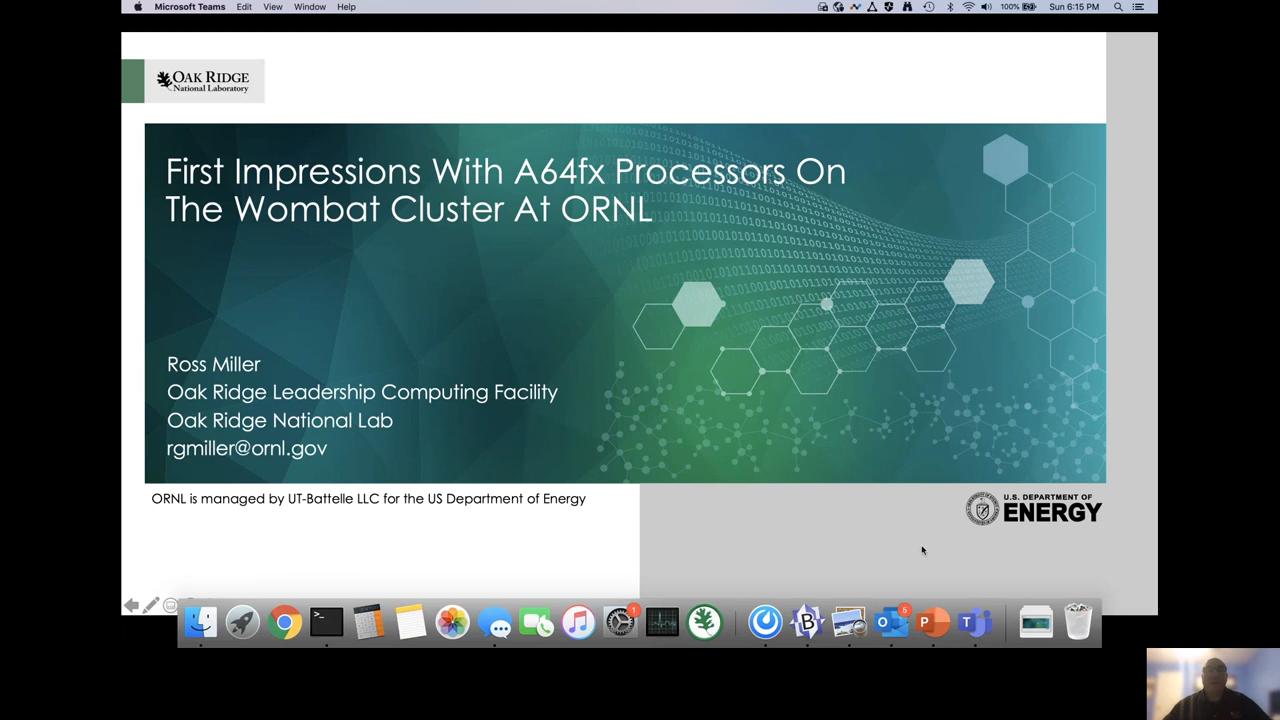 Microsoft Teams Edit View Window Help 100% Sun 6:15 PM
OAK RIDGE
National Laboratory
First Impressions With A64fx Processors On
The Wombat Cluster At ORNL
Ross Miller
Oak Ridge Leadership Computing Facility
Oak Ridge National Lab
rgmiller@ornl.gov
ORNL is managed by UT-Battelle LLC for the US Department of Energy
U.S. DEPARTMENT OF
ENERGY
1
5